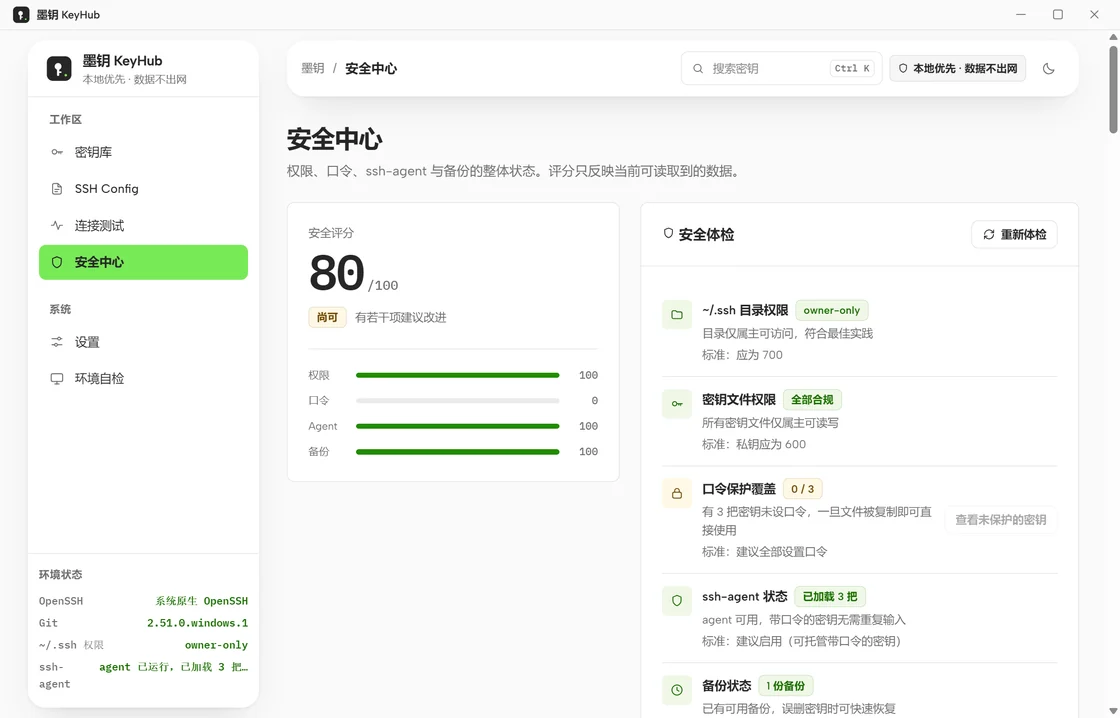 墨钥 KeyHub
墨钥 KeyHub
本地优先 · 数据不出网
工作区
密钥库
SSH Config
连接测试
安全中心
系统
设置
环境自检
环境状态
OpenSSH 系统原生 OpenSSH
Git 2.51.0.windows.1
~/.ssh 权限 owner-only
ssh-agent agent 已运行，已加载 3 把…
墨钥 / 安全中心
搜索密钥 Ctrl K
本地优先 · 数据不出网
安全中心
权限、口令、ssh-agent 与备份的整体状态。评分只反映当前可读取到的数据。
安全评分
80 /100
尚可 有若干项建议改进
权限 100
口令 0
Agent 100
备份 100
安全体检
重新体检
~/.ssh 目录权限 owner-only
目录仅属主可访问，符合最佳实践
标准：应为 700
密钥文件权限 全部合规
所有密钥文件仅属主可读写
标准：私钥应为 600
口令保护覆盖 0 / 3
有 3 把密钥未设口令，一旦文件被复制即可直
接使用
标准：建议全部设置口令
查看未保护的密钥
ssh-agent 状态 已加载 3 把
agent 可用，带口令的密钥无需重复输入
标准：建议启用（可托管带口令的密钥）
备份状态 1 份备份
已有可用备份，误删密钥时可快速恢复